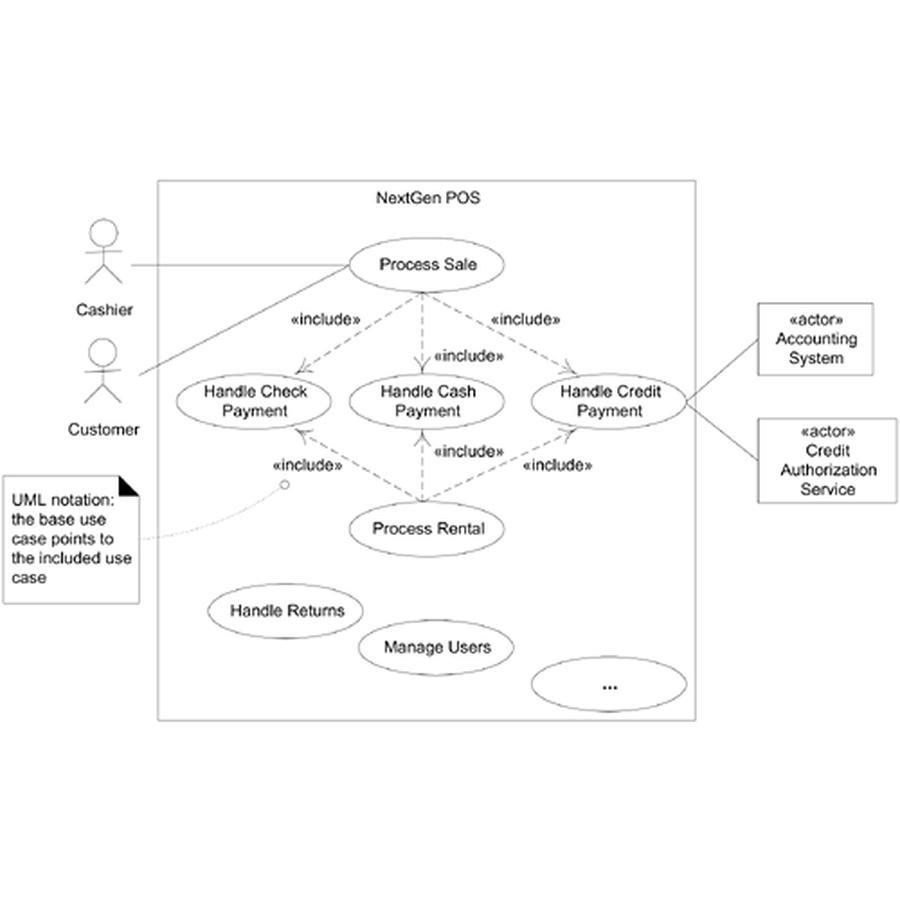 NextGen POS
Process Sale
Cashier
«include»
«include»
«include»
«actor»
Accounting
System
Handle Check
Payment
Handle Cash
Payment
Handle Credit
Payment
Customer
«actor»
Credit
Authorization
Service
«include»
«include»
«include»
UML notation:
the base use
case points to
the included use
case
Process Rental
Handle Returns
Manage Users
...